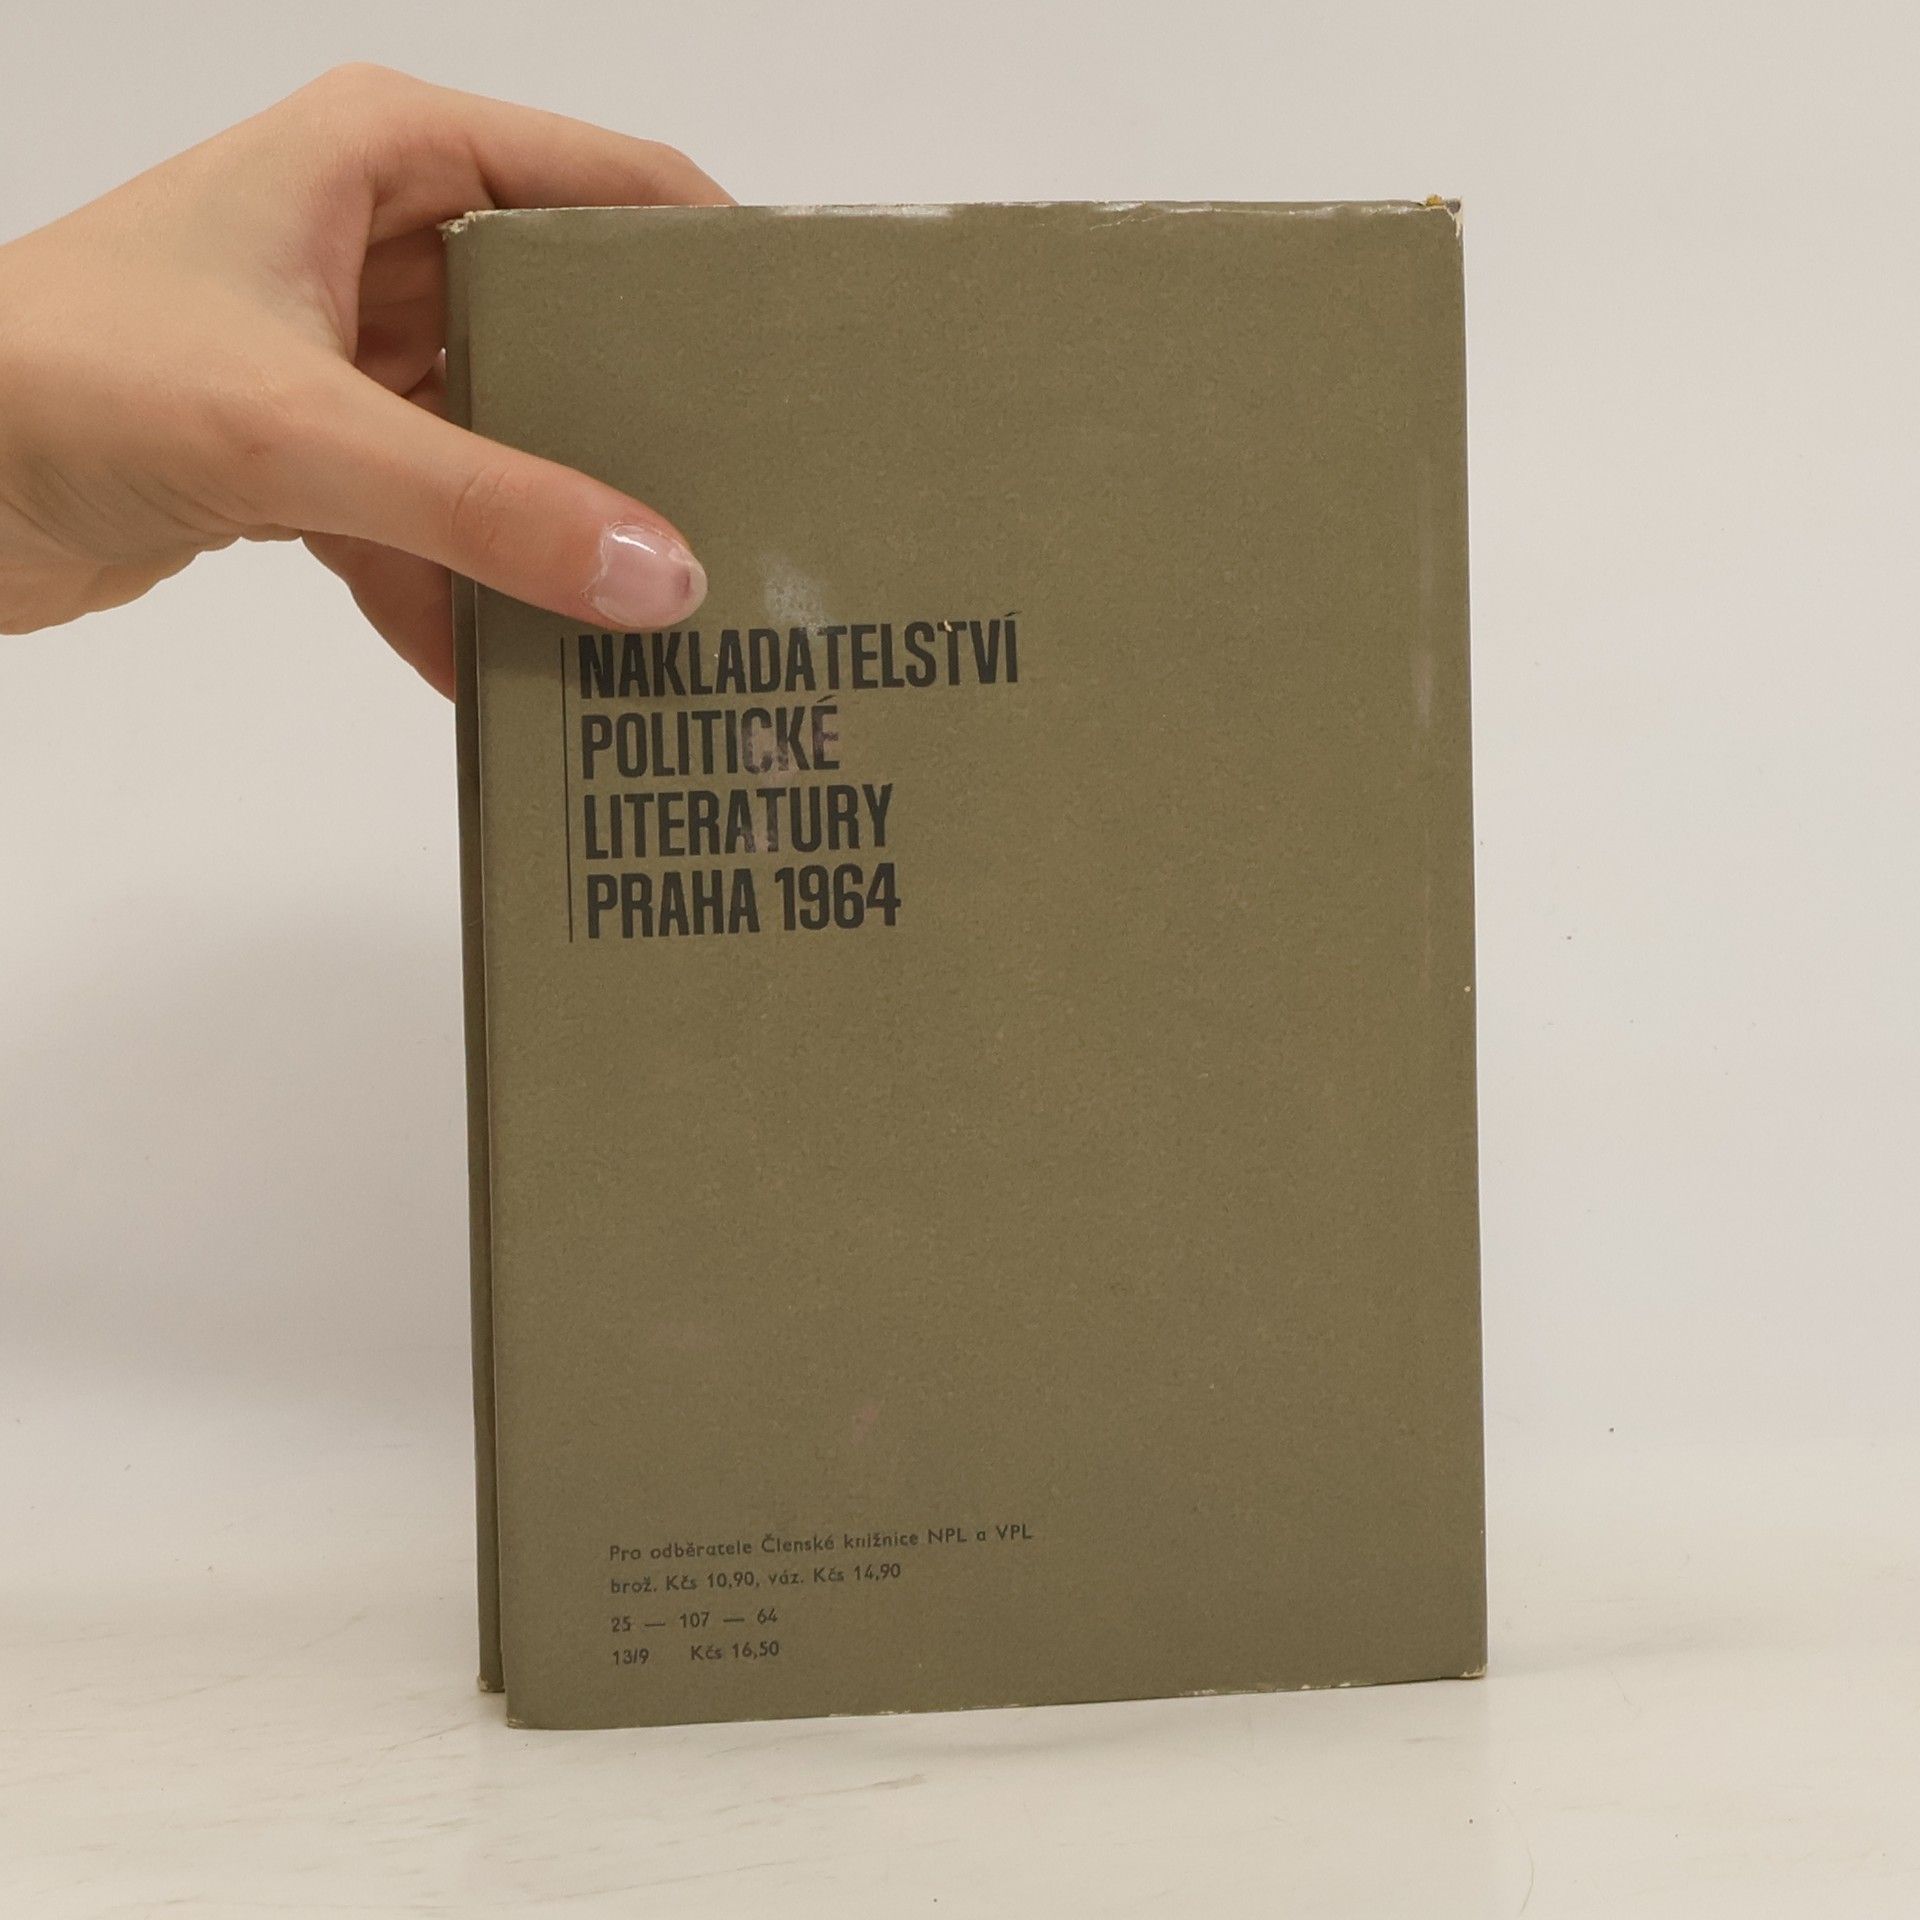 NAKLADATELSTVÍ
POLITICKÉ
LITERATURY
PRAHA 1964
Pro odběratele Členské knižnice NPL a VPL
brož. Kčs 10,90, váz. Kčs 14,90
25 — 107 — 64
13/9 Kčs 16,50